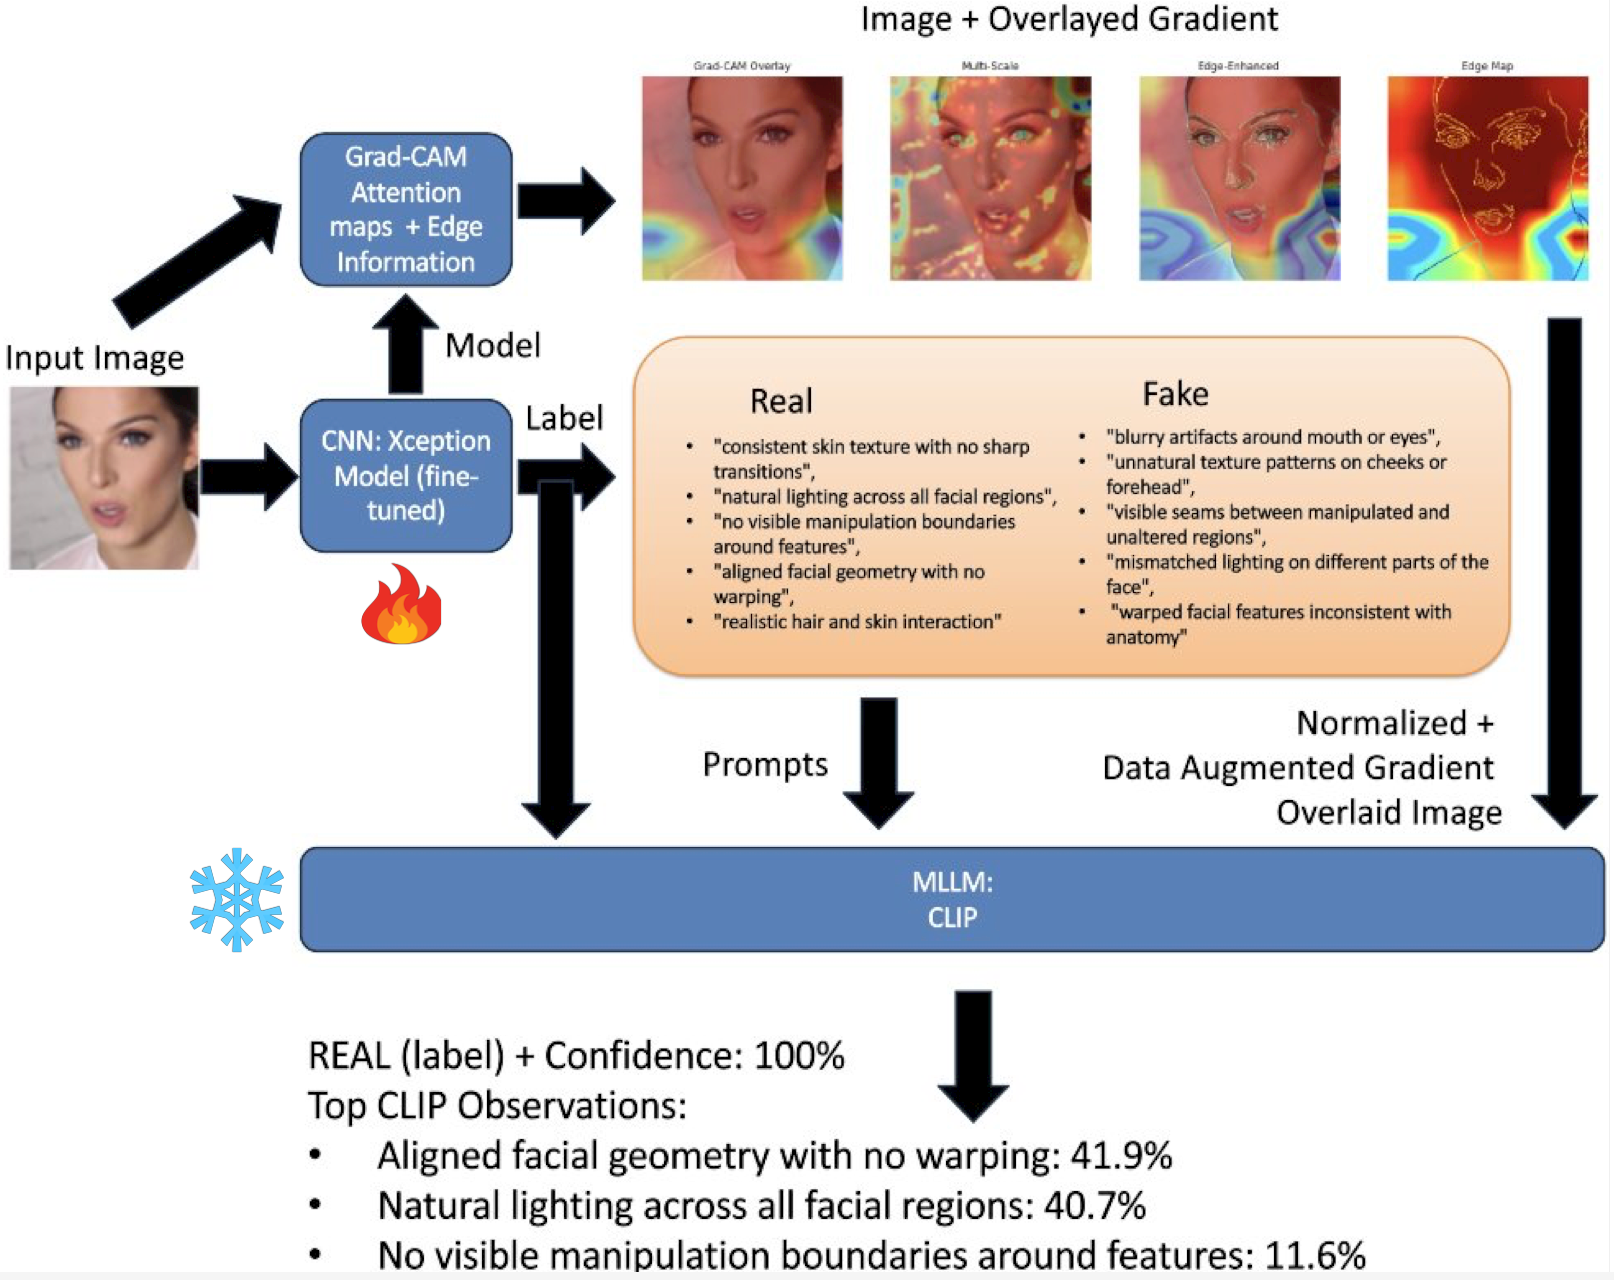 Image + Overlayed Gradient
Grad-CAM Overlay
Multi-Scale
Edge-Enhanced
Edge Map
Grad-CAM
Attention
maps + Edge
Information
Model
Input Image
CNN: Xception
Model (fine-
tuned)
Label
Real
• "consistent skin texture with no sharp
transitions",
• "natural lighting across all facial regions",
• "no visible manipulation boundaries
around features",
• "aligned facial geometry with no
warping",
• "realistic hair and skin interaction"
Fake
• "blurry artifacts around mouth or eyes",
• "unnatural texture patterns on cheeks or
forehead",
• "visible seams between manipulated and
unaltered regions",
• "mismatched lighting on different parts of the
face",
• "warped facial features inconsistent with
anatomy"
Prompts
Normalized +
Data Augmented Gradient
Overlaid Image
MLLM:
CLIP
REAL (label) + Confidence: 100%
Top CLIP Observations:
• Aligned facial geometry with no warping: 41.9%
• Natural lighting across all facial regions: 40.7%
• No visible manipulation boundaries around features: 11.6%